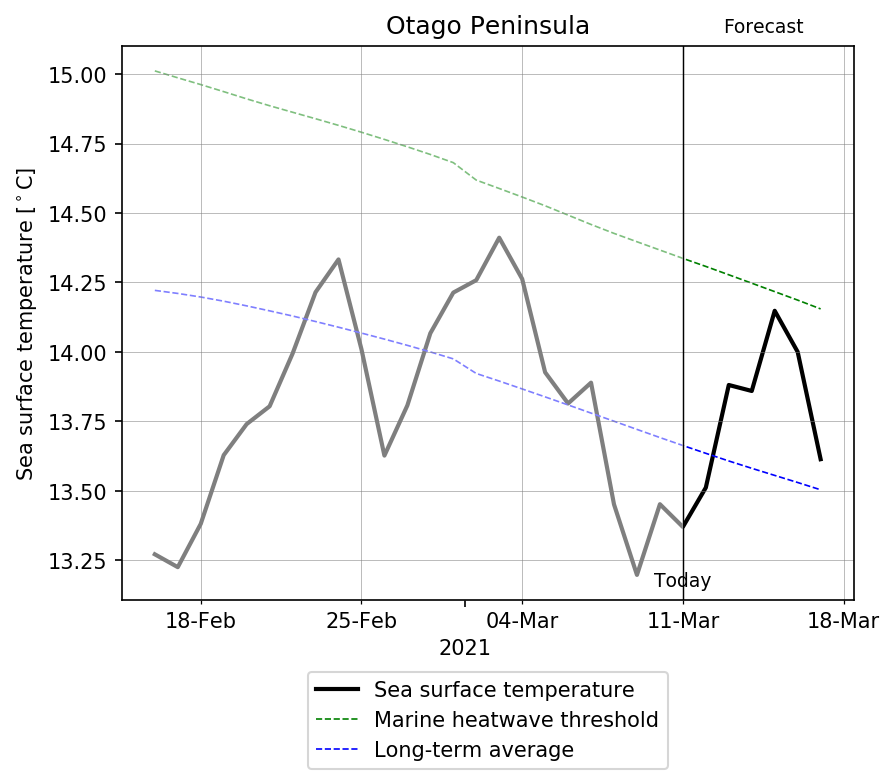 Otago Peninsula
Forecast
Sea surface temperature [°C]
15.00
14.75
14.50
14.25
14.00
13.75
13.50
13.25
Today
18-Feb 25-Feb 04-Mar 11-Mar 18-Mar
2021
Sea surface temperature
Marine heatwave threshold
Long-term average